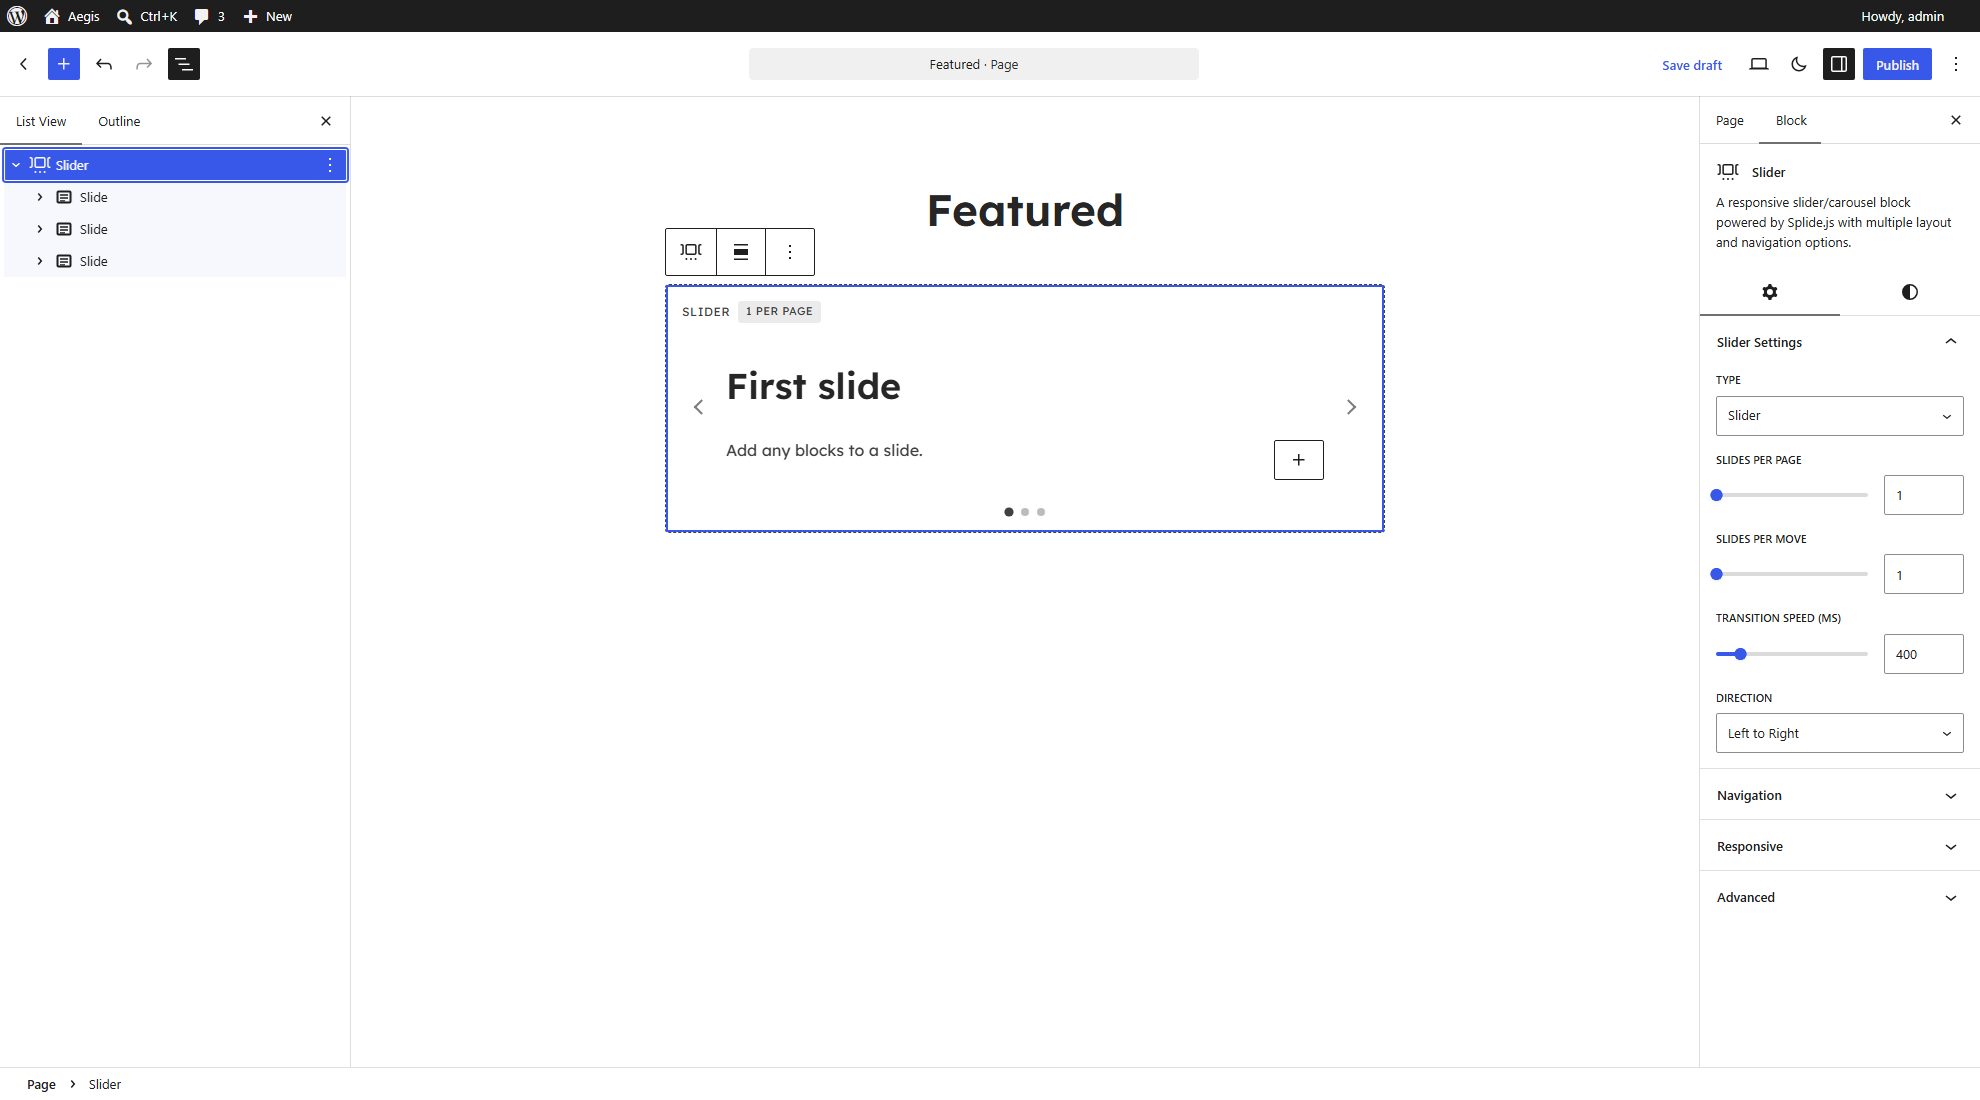 Aegis Ctrl+K 3 New Howdy, admin
Featured · Page
Save draft Publish
List View Outline
Slider
Slide
Slide
Slide
Featured
SLIDER 1 PER PAGE
First slide
Add any blocks to a slide.
Page Block
Slider
A responsive slider/carousel block
powered by Splide.js with multiple layout
and navigation options.
Slider Settings
TYPE
Slider
SLIDES PER PAGE
1
SLIDES PER MOVE
1
TRANSITION SPEED (MS)
400
DIRECTION
Left to Right
Navigation
Responsive
Advanced
Page Slider